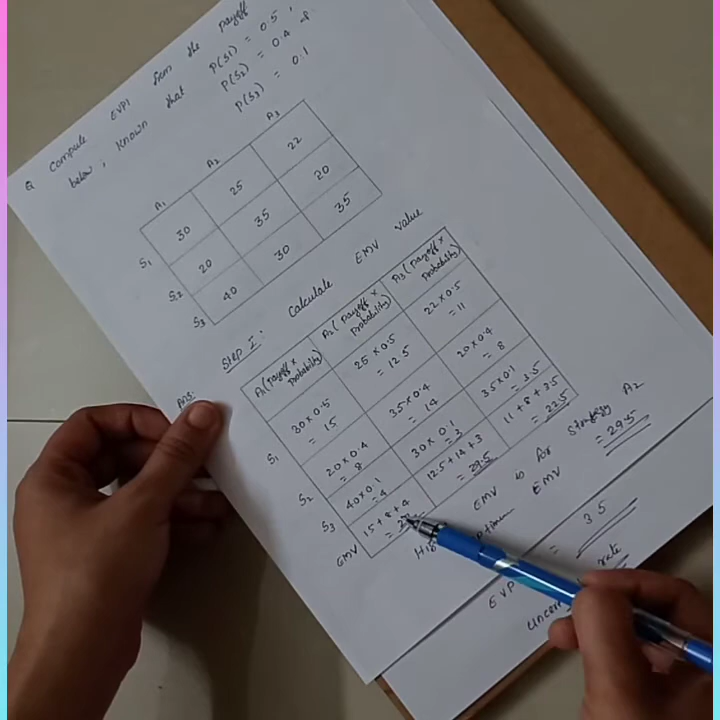 Q Compute EVPI from the payoff
below, known that P(S1) = 0.5,
P(S2) = 0.4
P(S3) = 0.1
A1 A2 A3
S1 30 25 22
S2 20 35 20
S3 40 30 35
Ans: Step I: Calculate EMV value
A1 (Payoff × Probability) A2 (Payoff × Probability) A3 (Payoff × Probability)
S1 30 × 0.5 = 15 25 × 0.5 = 12.5 22 × 0.5 = 11
S2 20 × 0.4 = 8 35 × 0.4 = 14 20 × 0.4 = 8
S3 40 × 0.1 = 4 30 × 0.1 = 3 35 × 0.1 = 3.5
EMV 15 + 8 + 4 = 12.5 + 14 + 3 = 29.5 11 + 8 + 3.5 = 22.5
EMV is for strategy A2
EMV = 29.5
EVP = 35
rate